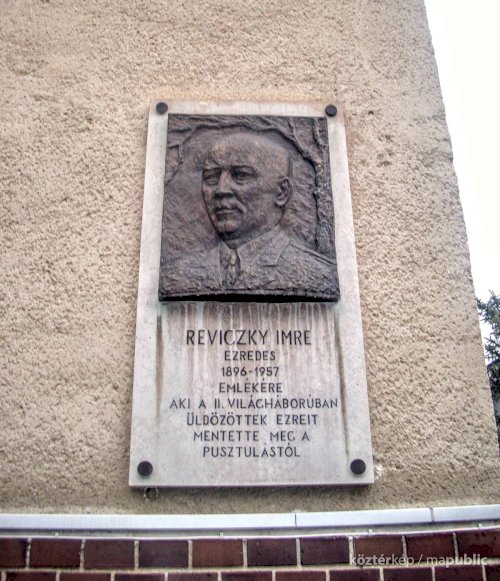 REVICZKY IMRE
EZREDES
1896-1957
EMLÉKÉRE
AKI A II. VILÁGHÁBORÚBAN
ÜLDÖZÖTTEK EZREIT
MENTETTE MEG A
PUSZTULÁSTÓL
köztérkép / mapublic